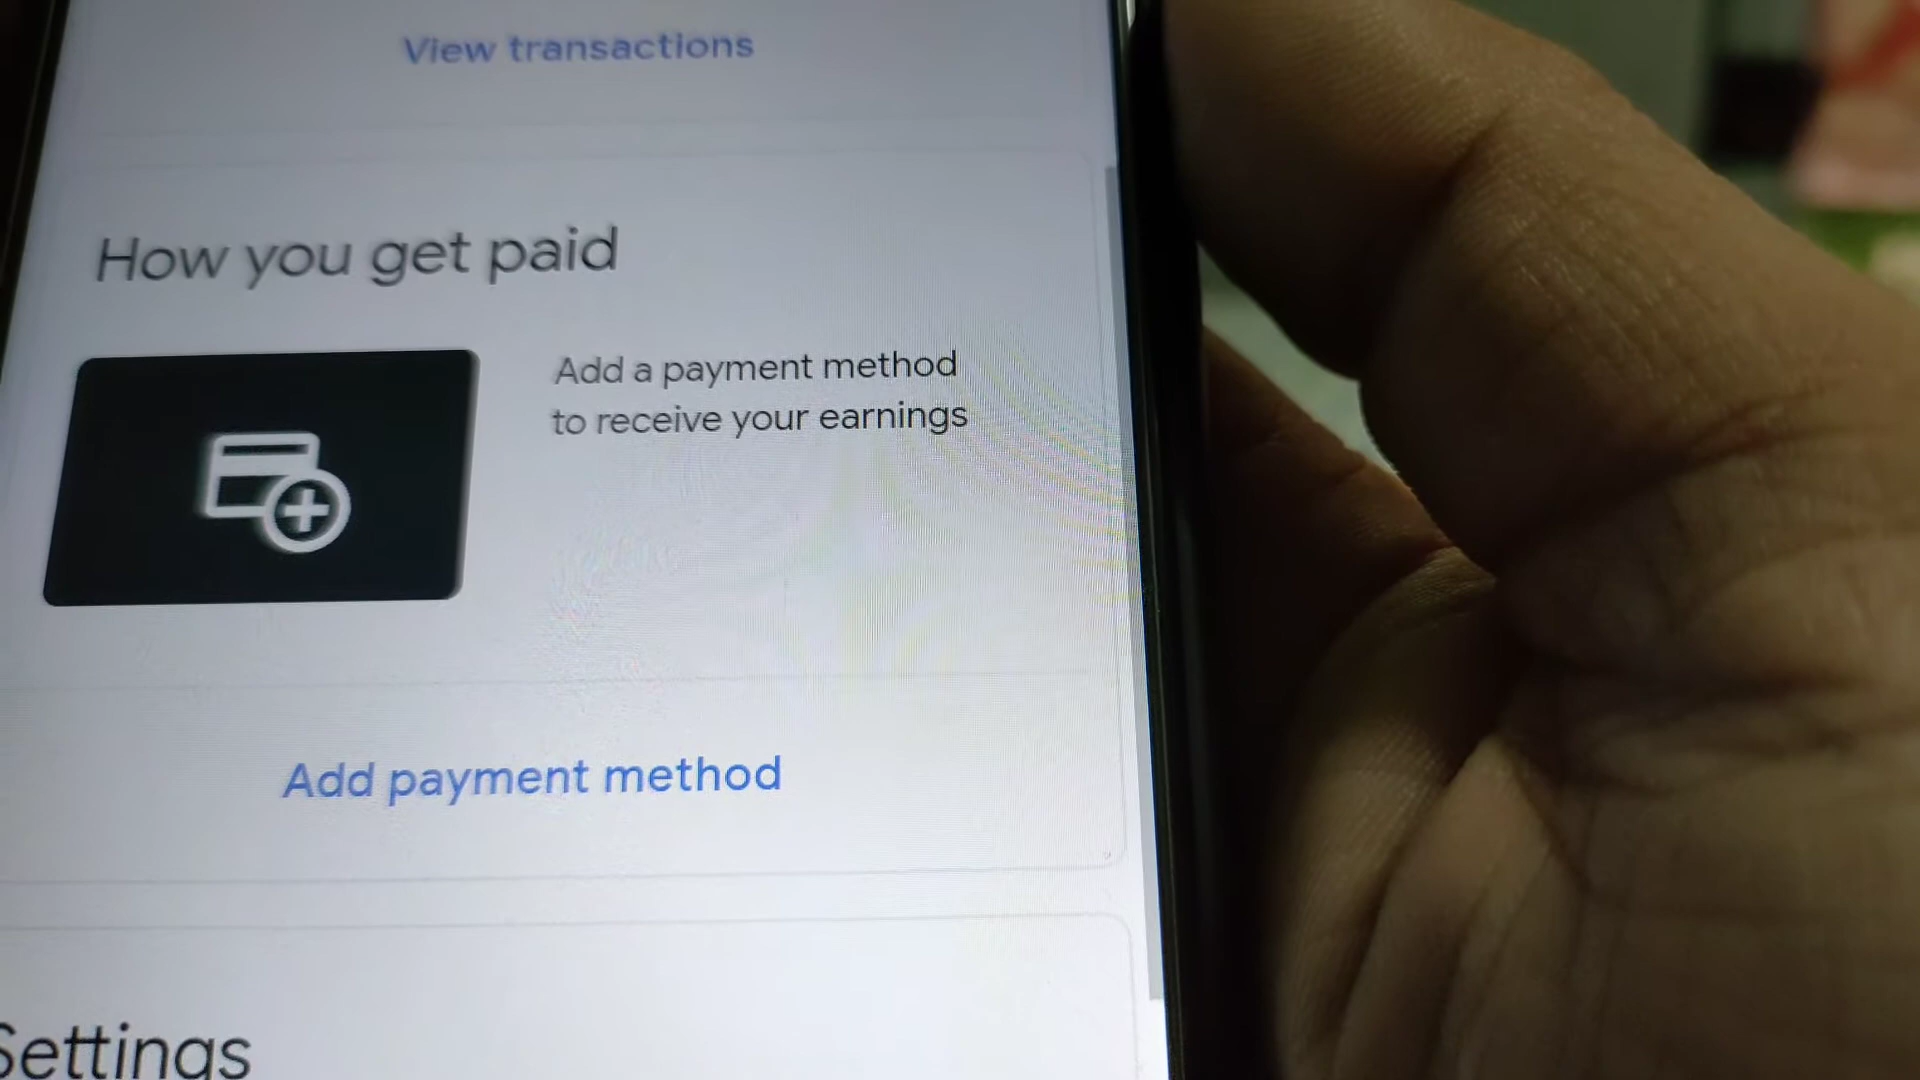 View transactions
How you get paid
Add a payment method
to receive your earnings
Add payment method
Settings